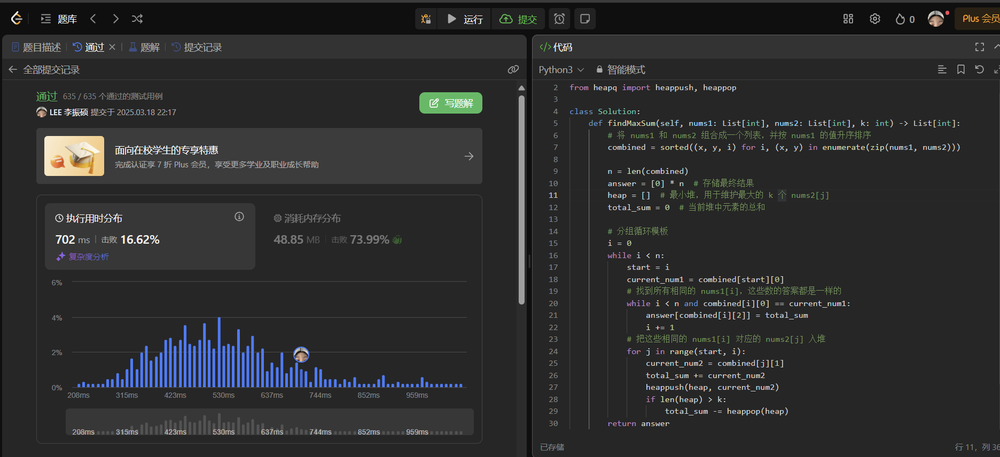 题库
运行
提交
0
Plus 会员
题目描述
通过
题解
提交记录
全部提交记录
通过 635 / 635 个通过的测试用例
写题解
LEE 李振硕 提交于 2025.03.18 22:17
面向在校学生的专享特惠
完成认证享 7 折 Plus 会员，享受更多学业及职业成长帮助
执行用时分布
702 ms 击败 16.62%
复杂度分析
消耗内存分布
48.85 MB 击败 73.99%
6%
4%
2%
0%
208ms 315ms 423ms 530ms 637ms 744ms 852ms 959ms
208ms 315ms 423ms 530ms 637ms 744ms 852ms 959ms
</>代码
Python3 智能模式
2 from heapq import heappush, heappop
3
4 class Solution:
5 def findMaxSum(self, nums1: List[int], nums2: List[int], k: int) -> List[int]:
6 # 将 nums1 和 nums2 组合成一个列表，并按 nums1 的值升序排序
7 combined = sorted((x, y, i) for i, (x, y) in enumerate(zip(nums1, nums2)))
8
9 n = len(combined)
10 answer = [0] * n # 存储最终结果
11 heap = [] # 最小堆，用于维护最大的 k 个 nums2[j]
12 total_sum = 0 # 当前堆中元素的总和
13
14 # 分组循环模板
15 i = 0
16 while i < n:
17 start = i
18 current_num1 = combined[start][0]
19 # 找到所有相同的 nums1[i]，这些数的答案都是一样的
20 while i < n and combined[i][0] == current_num1:
21 answer[combined[i][2]] = total_sum
22 i += 1
23 # 把这些相同的 nums1[i] 对应的 nums2[j] 入堆
24 for j in range(start, i):
25 current_num2 = combined[j][1]
26 total_sum += current_num2
27 heappush(heap, current_num2)
28 if len(heap) > k:
29 total_sum -= heappop(heap)
30 return answer
已存储
行 11，列 36